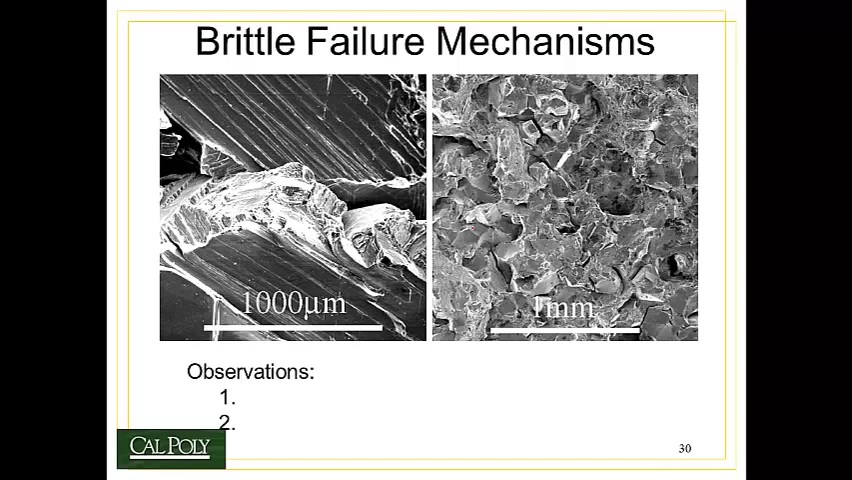 Brittle Failure Mechanisms
1000µm
1mm
Observations:
1.
2.
CAL POLY
30